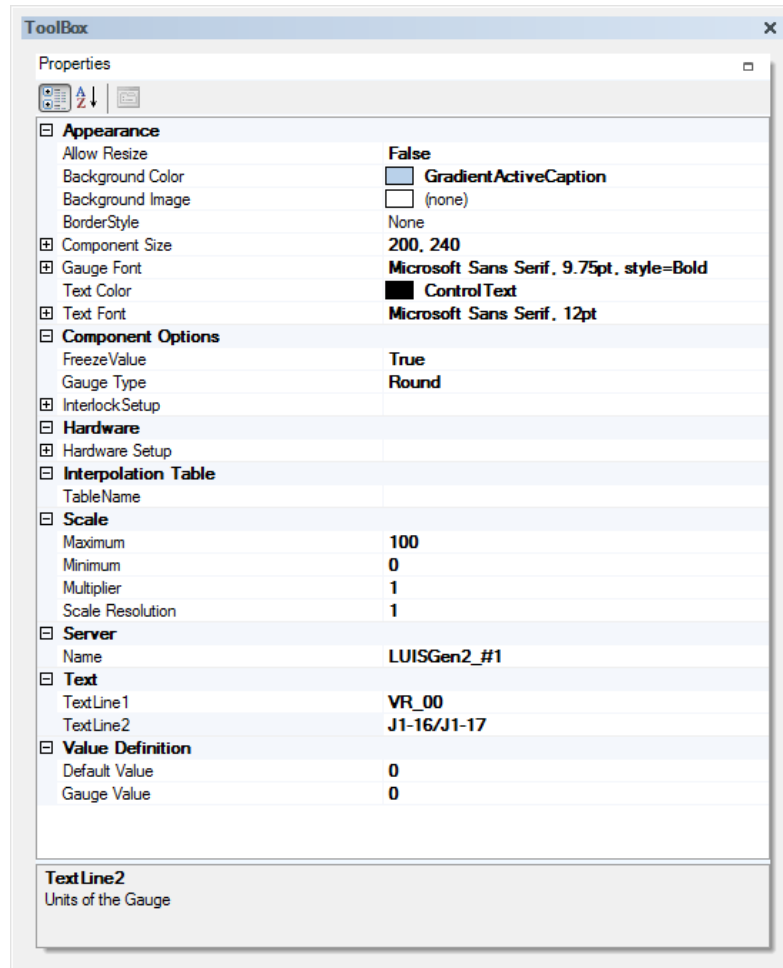 ToolBox
Properties
Appearance
Allow Resize False
Background Color GradientActiveCaption
Background Image (none)
BorderStyle None
Component Size 200, 240
Gauge Font Microsoft Sans Serif, 9.75pt, style=Bold
Text Color ControlText
Text Font Microsoft Sans Serif, 12pt
Component Options
FreezeValue True
Gauge Type Round
InterlockSetup
Hardware
Hardware Setup
Interpolation Table
TableName
Scale
Maximum 100
Minimum 0
Multiplier 1
Scale Resolution 1
Server
Name LUISGen2_#1
Text
TextLine1 VR_00
TextLine2 J1-16/J1-17
Value Definition
Default Value 0
Gauge Value 0
TextLine2
Units of the Gauge